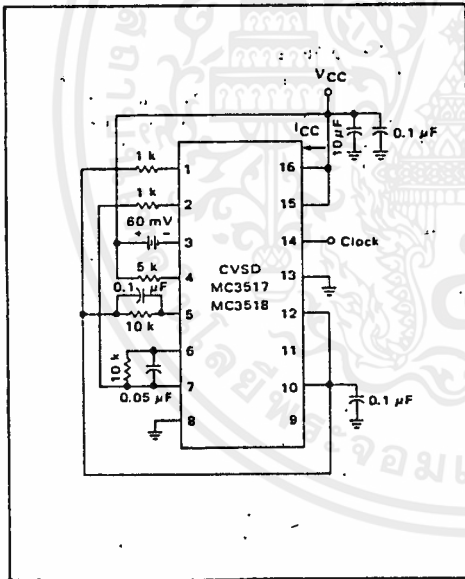 VCC
ICC
10 µF
0.1 µF
1 k
1
16
1 k
2
15
60 mV
+ -
3
14
Clock
5 k
4
CVSD
MC3517
MC3518
13
0.1 µF
5
12
10 k
6
11
10 k
7
10
0.05 µF
0.1 µF
8
9